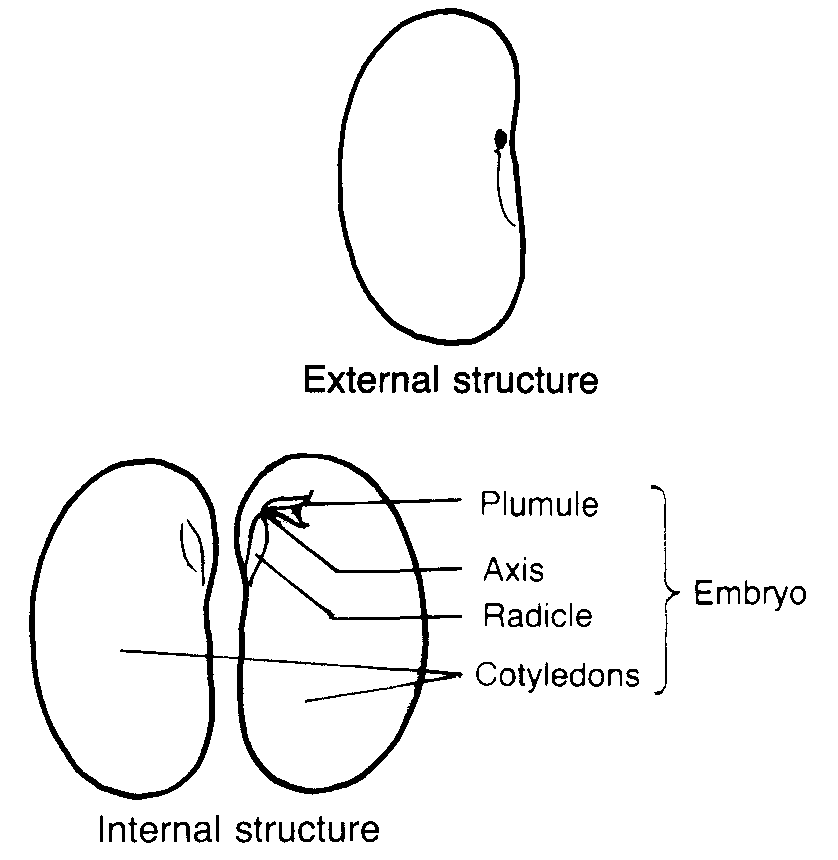 External structure
Plumule
Axis
Radicle
Cotyledons
Embryo
Internal structure